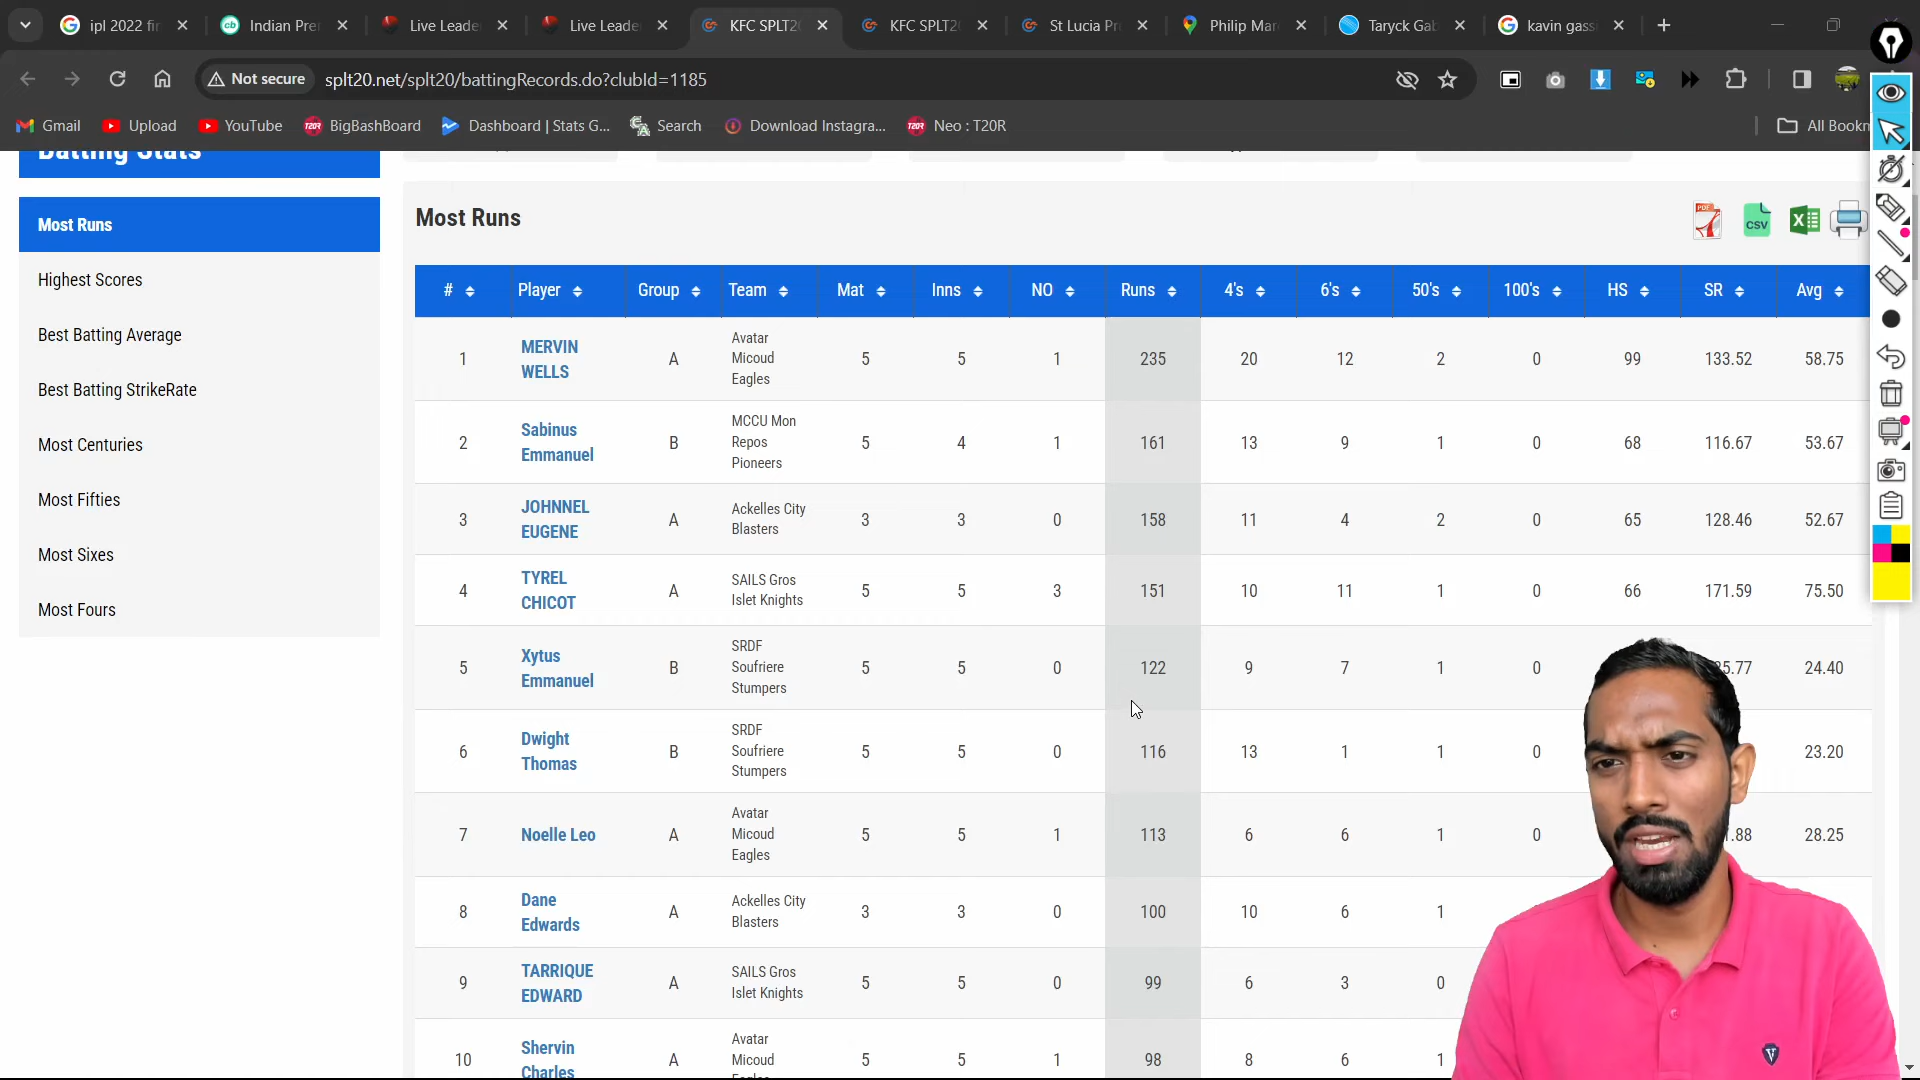 ipl 2022 fin
Indian Pre
Live Leade
Live Leade
KFC SPLT2
KFC SPLT2
St Lucia Pr
Philip Mar
Taryck Gab
kavin gass
Not secure
splt20.net/splt20/battingRecords.do?clubId=1185
Gmail
Upload
YouTube
BigBashBoard
Dashboard | Stats G...
Search
Download Instagra...
Neo : T20R
All Bookm
Batting Stats
Most Runs
Highest Scores
Best Batting Average
Best Batting StrikeRate
Most Centuries
Most Fifties
Most Sixes
Most Fours
Most Runs
PDF
CSV
# Player Group Team Mat Inns NO Runs 4's 6's 50's 100's HS SR Avg
1 MERVIN WELLS A Avatar Micoud Eagles 5 5 1 235 20 12 2 0 99 133.52 58.75
2 Sabinus Emmanuel B MCCU Mon Repos Pioneers 5 4 1 161 13 9 1 0 68 116.67 53.67
3 JOHNNEL EUGENE A Ackelles City Blasters 3 3 0 158 11 4 2 0 65 128.46 52.67
4 TYREL CHICOT A SAILS Gros Islet Knights 5 5 3 151 10 11 1 0 66 171.59 75.50
5 Xytus Emmanuel B SRDF Soufriere Stumpers 5 5 0 122 9 7 1 0 5.77 24.40
6 Dwight Thomas B SRDF Soufriere Stumpers 5 5 0 116 13 1 1 0 23.20
7 Noelle Leo A Avatar Micoud Eagles 5 5 1 113 6 6 1 0 .88 28.25
8 Dane Edwards A Ackelles City Blasters 3 3 0 100 10 6 1
9 TARRIQUE EDWARD A SAILS Gros Islet Knights 5 5 0 99 6 3 0
10 Shervin Charles A Avatar Micoud Eagles 5 5 1 98 8 6 1